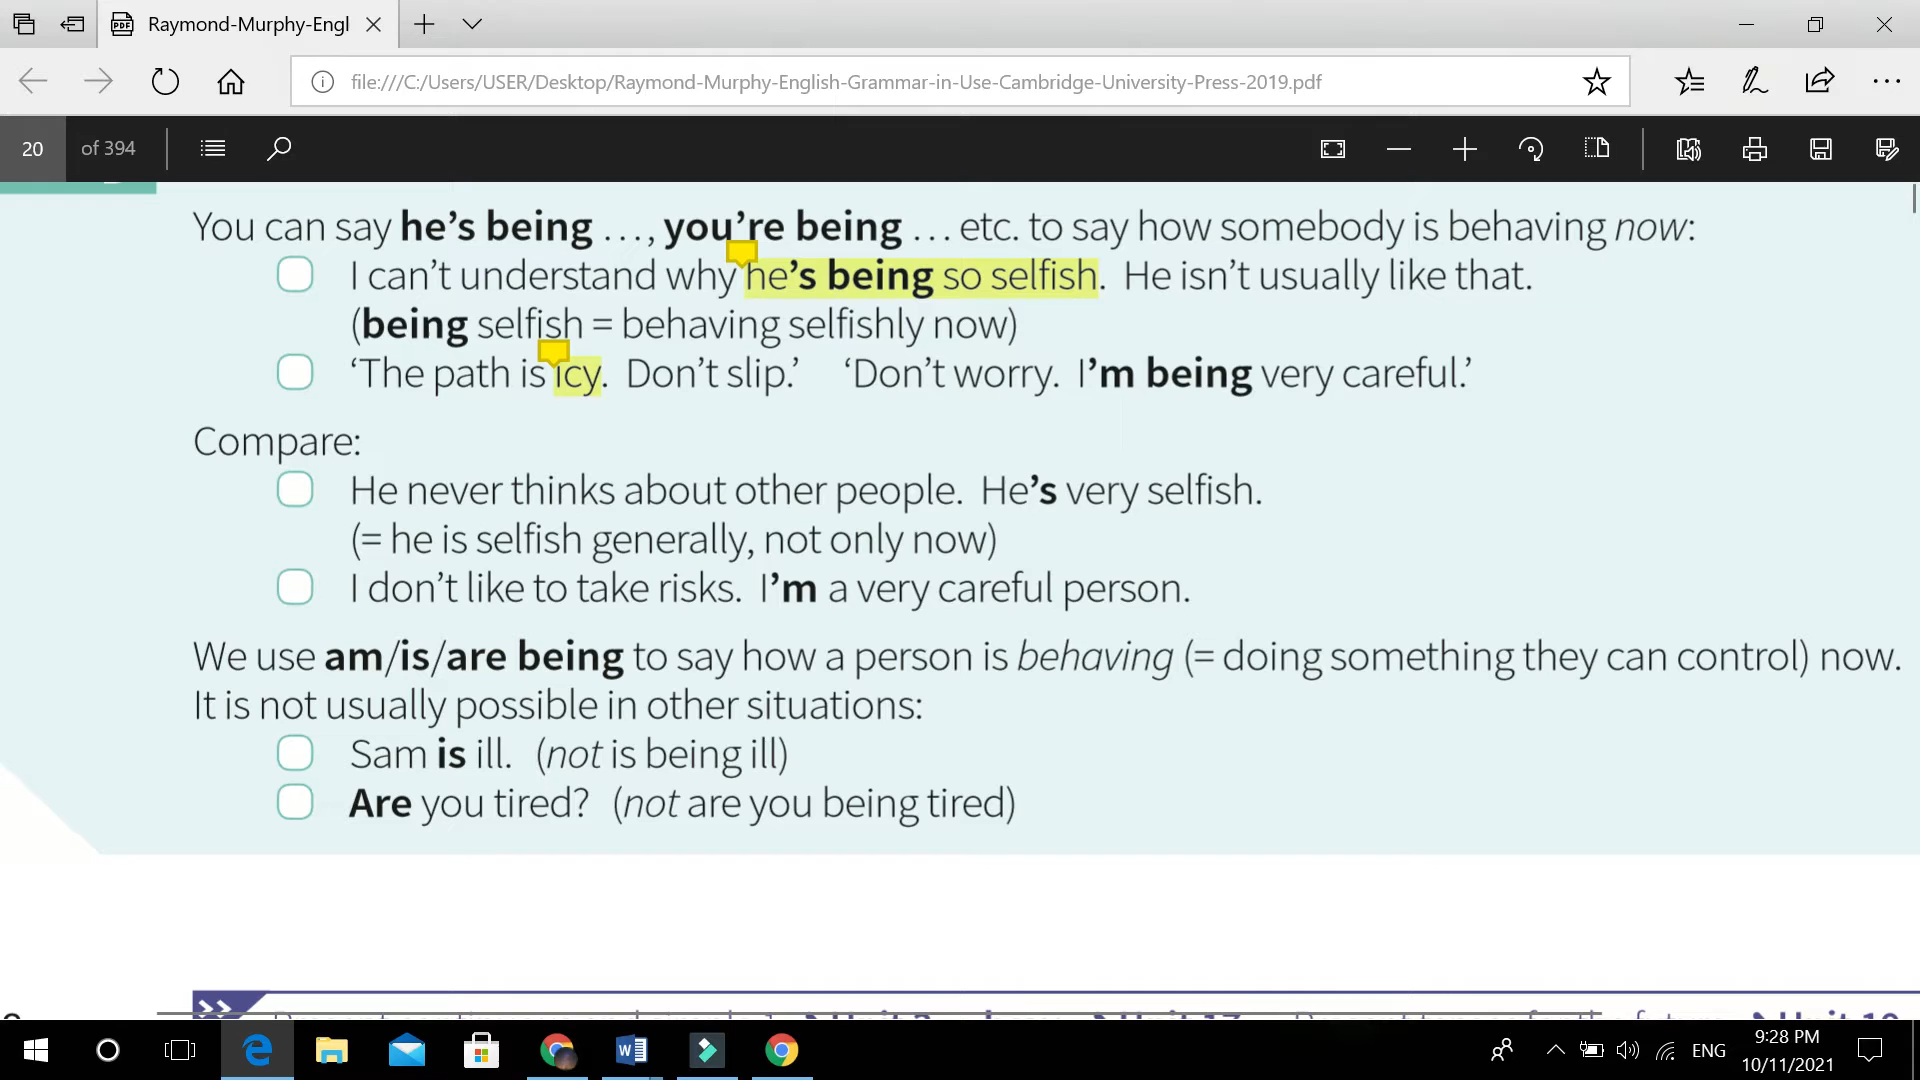 Raymond-Murphy-Engl
file:///C:/Users/USER/Desktop/Raymond-Murphy-English-Grammar-in-Use-Cambridge-University-Press-2019.pdf
20 of 394
You can say he’s being …, you’re being … etc. to say how somebody is behaving now:
I can’t understand why he’s being so selfish. He isn’t usually like that.
(being selfish = behaving selfishly now)
‘The path is icy. Don’t slip.’ ‘Don’t worry. I’m being very careful.’
Compare:
He never thinks about other people. He’s very selfish.
(= he is selfish generally, not only now)
I don’t like to take risks. I’m a very careful person.
We use am/is/are being to say how a person is behaving (= doing something they can control) now.
It is not usually possible in other situations:
Sam is ill. (not is being ill)
Are you tired? (not are you being tired)
ENG
9:28 PM
10/11/2021